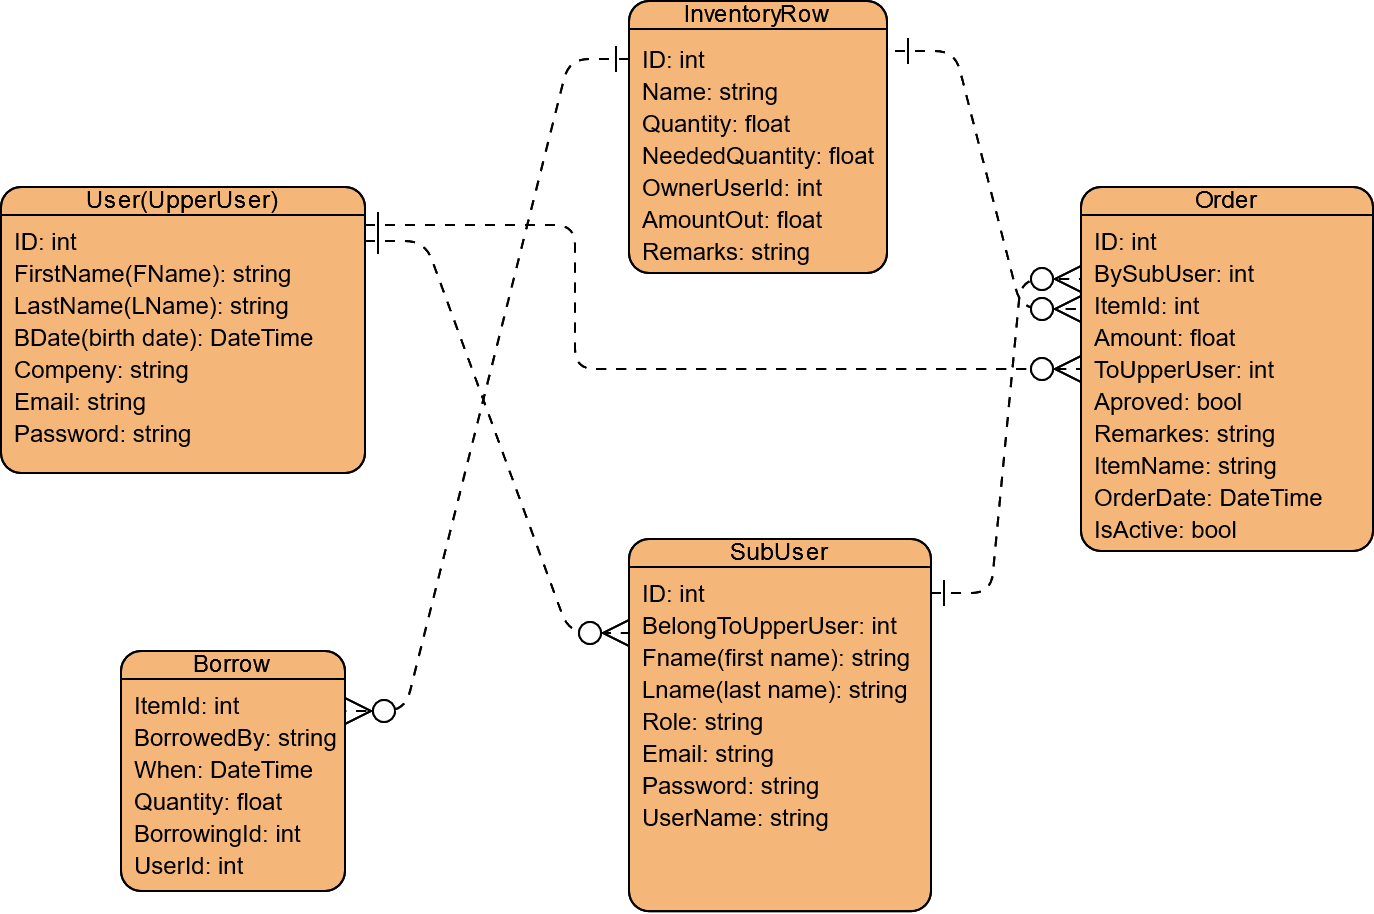 InventoryRow
ID: int
Name: string
Quantity: float
NeededQuantity: float
OwnerUserId: int
AmountOut: float
Remarks: string
User(UpperUser)
ID: int
FirstName(FName): string
LastName(LName): string
BDate(birth date): DateTime
Compeny: string
Email: string
Password: string
Order
ID: int
BySubUser: int
ItemId: int
Amount: float
ToUpperUser: int
Aproved: bool
Remarkes: string
ItemName: string
OrderDate: DateTime
IsActive: bool
SubUser
ID: int
BelongToUpperUser: int
Fname(first name): string
Lname(last name): string
Role: string
Email: string
Password: string
UserName: string
Borrow
ItemId: int
BorrowedBy: string
When: DateTime
Quantity: float
BorrowingId: int
UserId: int